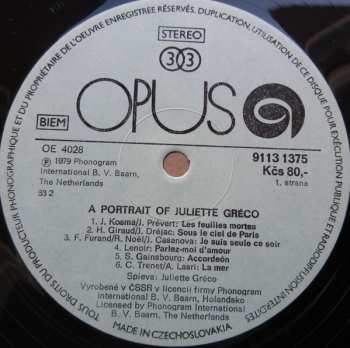 TOUS DROITS DU PRODUCTEUR PHONOGRAPHIQUE ET DU PROPRIÉTAIRE DE L'OEUVRE ENREGISTRÉE RÉSERVÉS. DUPLICATION, UTILISATION DE CE DISQUE POUR EXÉCUTION PUBLIQUE ET RADIODIFFUSION INTERDITES
STEREO
33
OPUS
BIEM
OE 4028
9113 1375
Ⓟ 1979 Phonogram
Kčs 80,-
International B. V. Baarn,
1. strana
The Netherlands
33 2
A PORTRAIT OF JULIETTE GRÉCO
1. J. Kosma/J. Prévert: Les feuilles mortes
2. H. Giraud/J. Dréjac: Sous le ciel de Paris
3. F. Furand/R. Noël/J. Casanova: Je suis seule ce soir
4. Lenoir: Parlez-moi d'amour
5. S. Gainsbourg: Accordeón
6. C. Trenet/A. Lasri: La mer
Spieva: Juliette Gréco
Vyrobené v ČSSR v licencii firmy Phonogram
International B. V. Baarn, Holandsko
Licensed by Phonogram International
B. V. Baarn, The Netherlands
MADE IN CZECHOSLOVAKIA